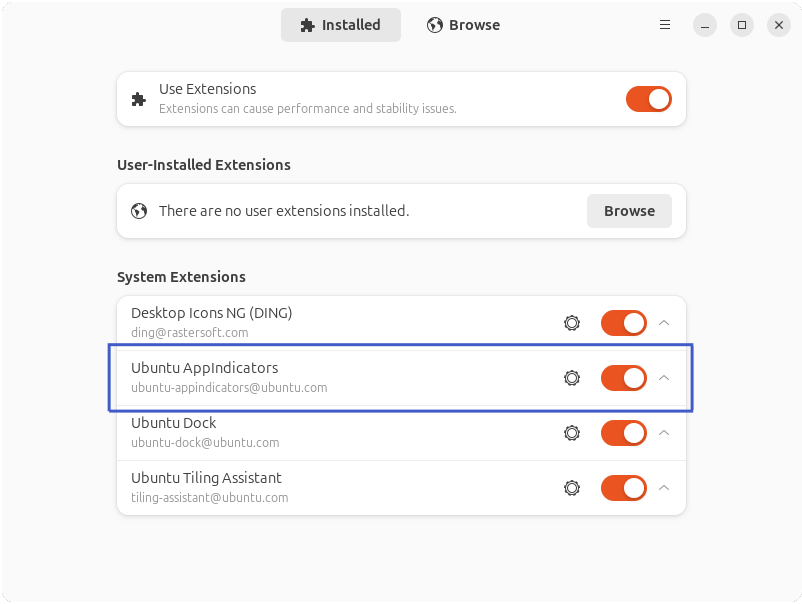 Installed
Browse
Use Extensions
Extensions can cause performance and stability issues.
User-Installed Extensions
There are no user extensions installed.
Browse
System Extensions
Desktop Icons NG (DING)
ding@rastersoft.com
Ubuntu AppIndicators
ubuntu-appindicators@ubuntu.com
Ubuntu Dock
ubuntu-dock@ubuntu.com
Ubuntu Tiling Assistant
tiling-assistant@ubuntu.com